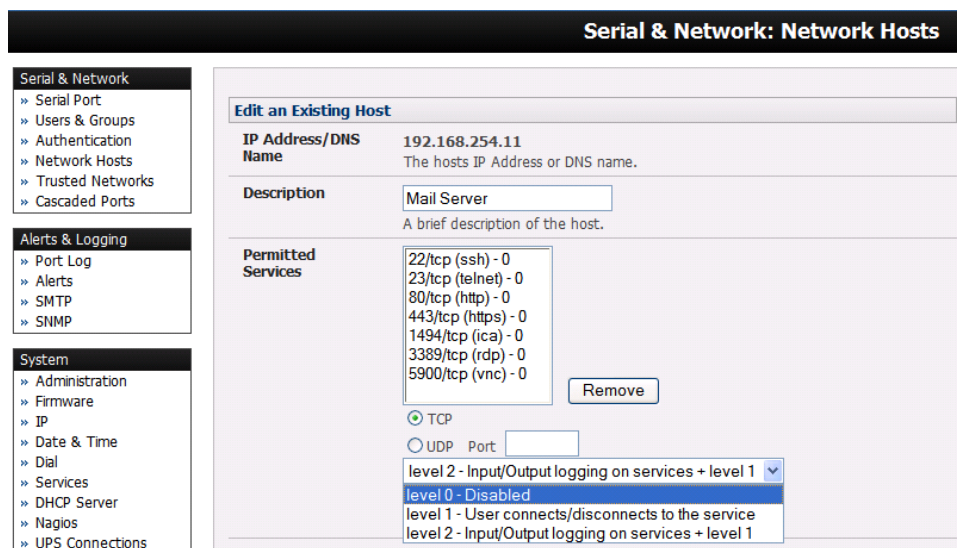 Serial & Network: Network Hosts
Serial & Network
» Serial Port
» Users & Groups
» Authentication
» Network Hosts
» Trusted Networks
» Cascaded Ports
Alerts & Logging
» Port Log
» Alerts
» SMTP
» SNMP
System
» Administration
» Firmware
» IP
» Date & Time
» Dial
» Services
» DHCP Server
» Nagios
» UPS Connections
Edit an Existing Host
IP Address/DNS
Name
192.168.254.11
The hosts IP Address or DNS name.
Description
Mail Server
A brief description of the host.
Permitted
Services
22/tcp (ssh) - 0
23/tcp (telnet) - 0
80/tcp (http) - 0
443/tcp (https) - 0
1494/tcp (ica) - 0
3389/tcp (rdp) - 0
5900/tcp (vnc) - 0
Remove
TCP
UDP Port
level 2 - Input/Output logging on services + level 1
level 0 - Disabled
level 1 - User connects/disconnects to the service
level 2 - Input/Output logging on services + level 1